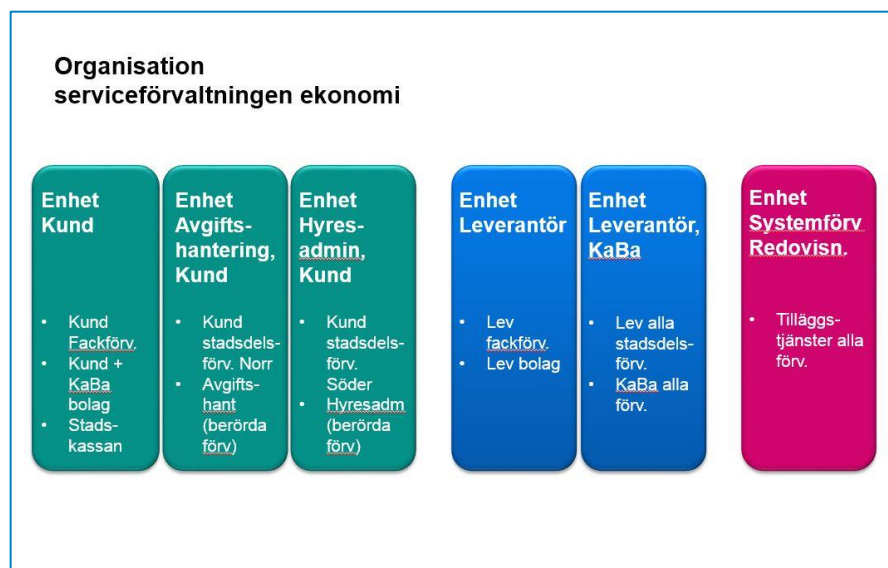 Organisation
serviceförvaltningen ekonomi
Enhet
Kund
• Kund
Fackförv.
• Kund +
KaBa
bolag
• Stads-
kassan
Enhet
Avgifts-
hantering,
Kund
• Kund
stadsdels-
förv. Norr
• Avgifts-
hant
(berörda
förv)
Enhet
Hyres-
admin,
Kund
• Kund
stadsdels-
förv.
Söder
• Hyresadm
(berörda
förv)
Enhet
Leverantör
• Lev
fackförv.
• Lev bolag
Enhet
Leverantör,
KaBa
• Lev alla
stadsdels-
förv.
• KaBa alla
förv.
Enhet
Systemförv
Redovisn.
• Tilläggs-
tjänster alla
förv.